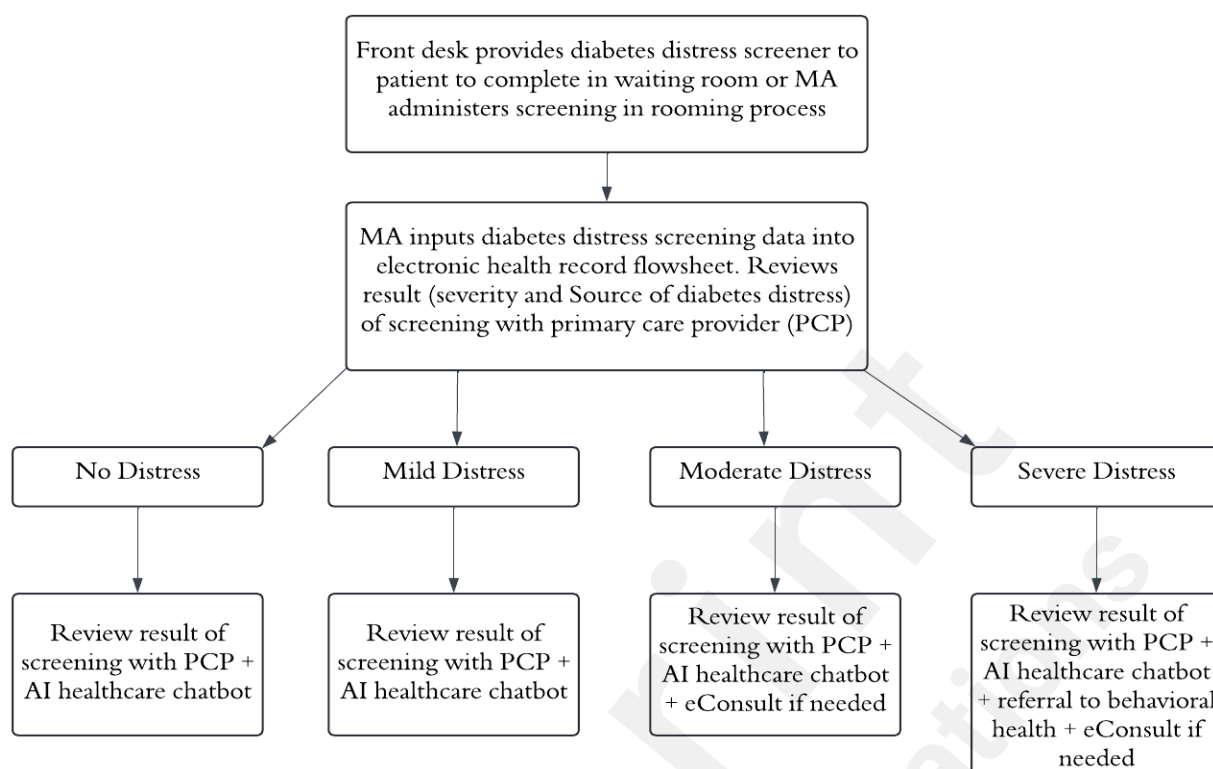 Front desk provides diabetes distress screener to
patient to complete in waiting room or MA
administers screening in rooming process
MA inputs diabetes distress screening data into
electronic health record flowsheet. Reviews
result (severity and Source of diabetes distress)
of screening with primary care provider (PCP)
No Distress
Mild Distress
Moderate Distress
Severe Distress
Review result of
screening with PCP +
AI healthcare chatbot
Review result of
screening with PCP +
AI healthcare chatbot
Review result of
screening with PCP +
AI healthcare chatbot
+ eConsult if needed
Review result of
screening with PCP +
AI healthcare chatbot
+ referral to behavioral
health + eConsult if
needed
rint
ations